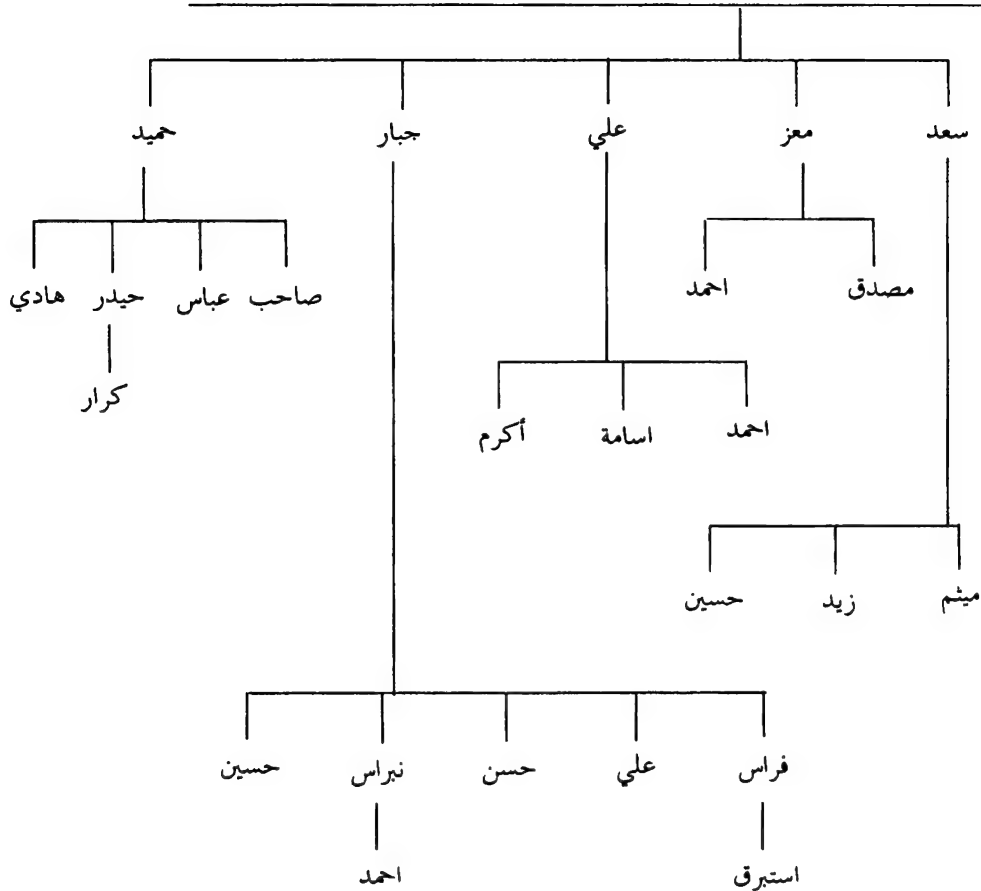 سعد معز علي جبار حميد
مصدق احمد صاحب عباس حيدر هادي
كرار
احمد اسامة أكرم
ميثم زيد حسين
فراس علي حسن نبراس حسين
استبرق احمد